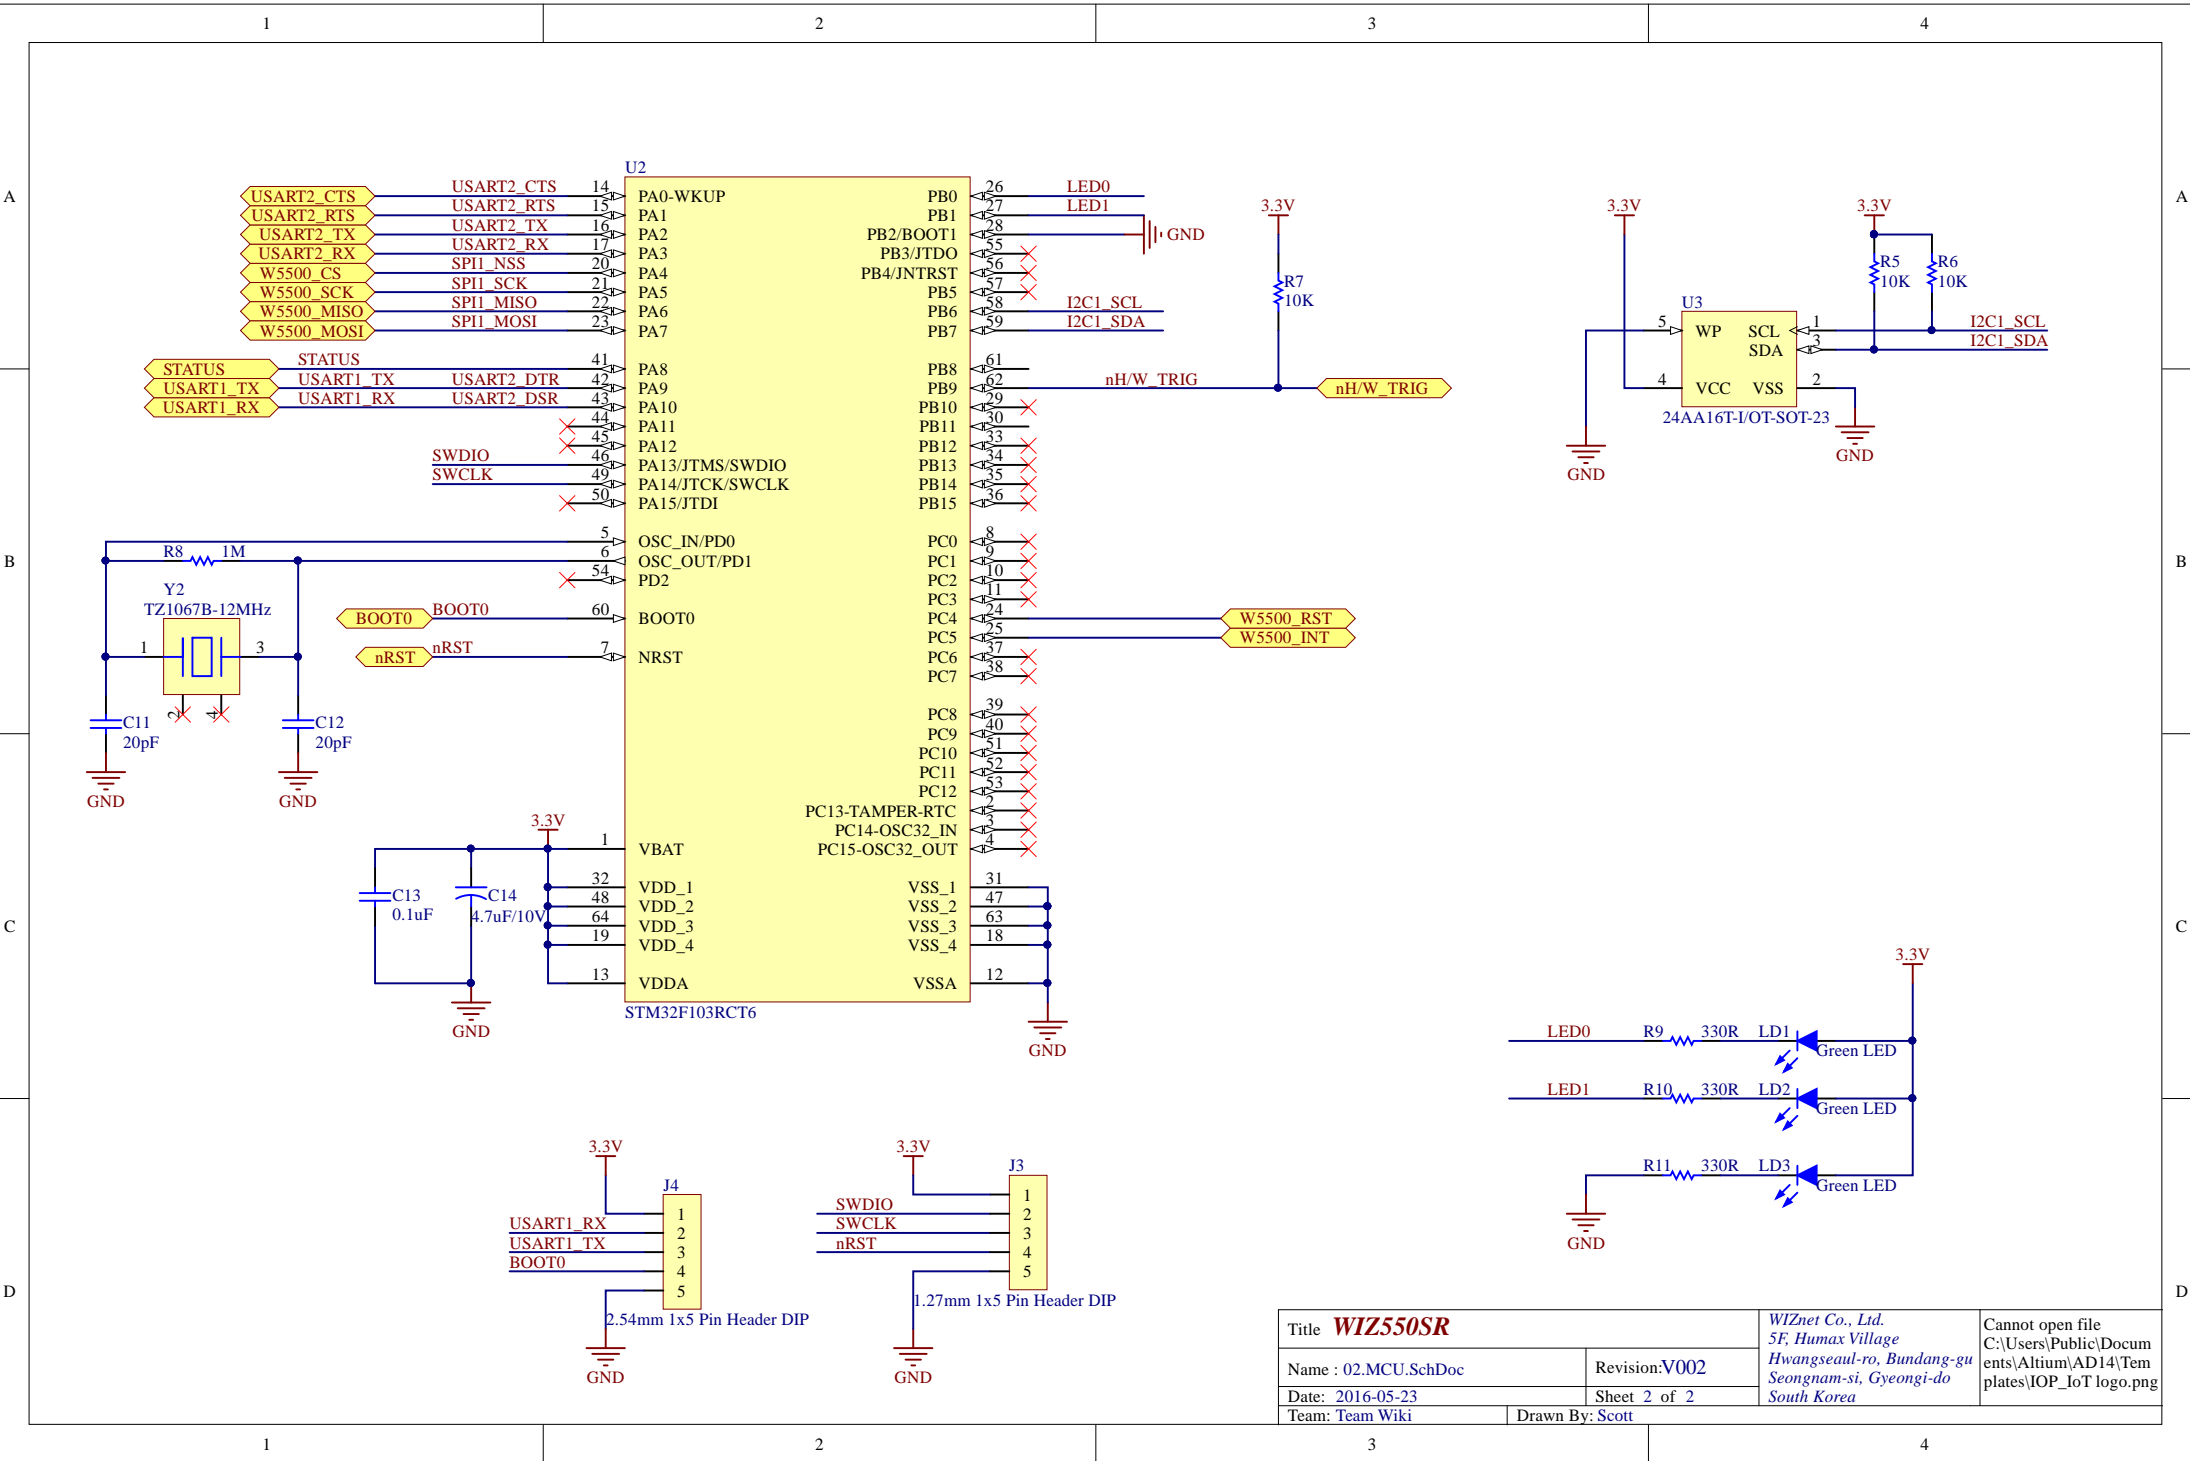 1 2 3 4
A A
B B
C C
D D
U2
USART2_CTS USART2_CTS 14 PA0-WKUP
USART2_RTS USART2_RTS 15 PA1
USART2_TX USART2_TX 16 PA2
USART2_RX USART2_RX 17 PA3
W5500_CS SPI1_NSS 20 PA4
W5500_SCK SPI1_SCK 21 PA5
W5500_MISO SPI1_MISO 22 PA6
W5500_MOSI SPI1_MOSI 23 PA7
STATUS STATUS 41 PA8
USART1_TX USART1_TX USART2_DTR 42 PA9
USART1_RX USART1_RX USART2_DSR 43 PA10
44 PA11
45 PA12
SWDIO 46 PA13/JTMS/SWDIO
SWCLK 49 PA14/JTCK/SWCLK
50 PA15/JTDI
5 OSC_IN/PD0
6 OSC_OUT/PD1
54 PD2
BOOT0 BOOT0 60 BOOT0
nRST nRST 7 NRST
3.3V
1 VBAT
32 VDD_1
48 VDD_2
64 VDD_3
19 VDD_4
13 VDDA
STM32F103RCT6
PB0 26 LED0
PB1 27 LED1
PB2/BOOT1 28 GND
PB3/JTDO 55
PB4/JNTRST 56
PB5 57
PB6 58 I2C1_SCL
PB7 59 I2C1_SDA
PB8 61
PB9 62 nH/W_TRIG nH/W_TRIG
PB10 29
PB11 30
PB12 33
PB13 34
PB14 35
PB15 36
PC0 8
PC1 9
PC2 10
PC3 11
PC4 24 W5500_RST
PC5 25 W5500_INT
PC6 37
PC7 38
PC8 39
PC9 40
PC10 51
PC11 52
PC12 53
PC13-TAMPER-RTC 2
PC14-OSC32_IN 3
PC15-OSC32_OUT 4
VSS_1 31
VSS_2 47
VSS_3 63
VSS_4 18
VSSA 12
GND
3.3V
R7
10K
R8 1M
Y2
TZ1067B-12MHz
1 3
2 4
C11
20pF
C12
20pF
GND GND
C13
0.1uF
C14
4.7uF/10V
GND
3.3V 3.3V
R5
10K
R6
10K
U3
5 WP SCL 1 I2C1_SCL
SDA 3 I2C1_SDA
4 VCC VSS 2
24AA16T-I/OT-SOT-23
GND GND
3.3V
LED0 R9 330R LD1
Green LED
LED1 R10 330R LD2
Green LED
R11 330R LD3
Green LED
GND
3.3V
J4
1
USART1_RX 2
USART1_TX 3
BOOT0 4
5
2.54mm 1x5 Pin Header DIP
GND
3.3V
J3
1
SWDIO 2
SWCLK 3
nRST 4
5
1.27mm 1x5 Pin Header DIP
GND
Title WIZ550SR
Name : 02.MCU.SchDoc Revision:V002
Date: 2016-05-23 Sheet 2 of 2
Team: Team Wiki Drawn By: Scott
WIZnet Co., Ltd.
5F, Humax Village
Hwangseaul-ro, Bundang-gu
Seongnam-si, Gyeongi-do
South Korea
Cannot open file
C:\Users\Public\Docum
ents\Altium\AD14\Tem
plates\IOP_IoT logo.png
1 2 3 4